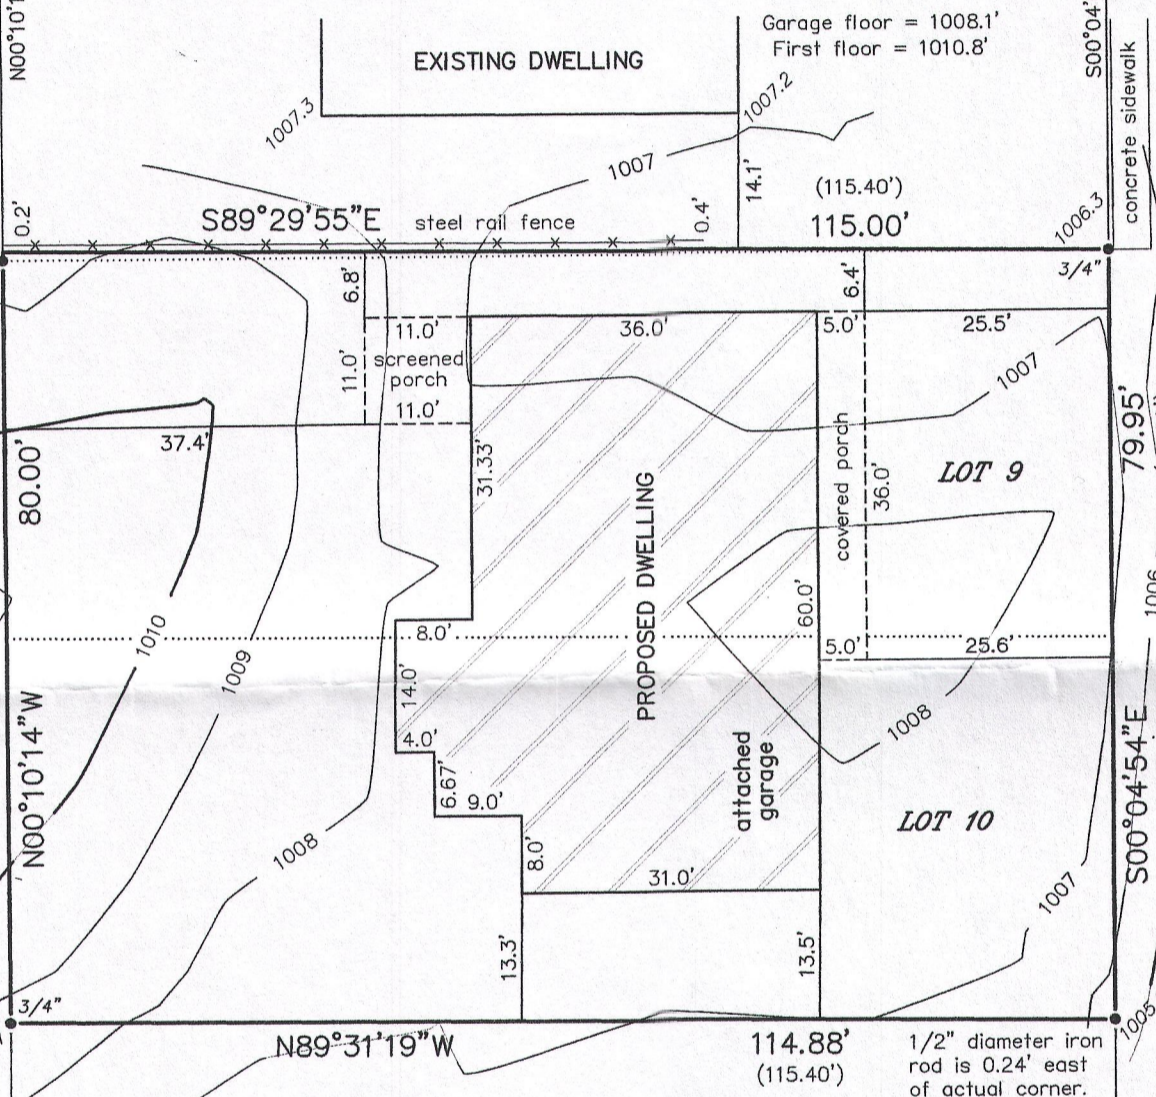 N00°10'1
Garage floor = 1008.1'
First floor = 1010.8'
S00°04'
EXISTING DWELLING
concrete sidewalk
1007.3
1007.2
1007
14.1'
(115.40')
115.00'
1006.3
0.2'
S89°29'55"E
steel rail fence
0.4'
3/4"
6.8'
6.4'
11.0'
36.0'
5.0'
25.5'
screened
porch
11.0'
11.0'
1007
37.4'
80.00'
31.33'
PROPOSED DWELLING
covered porch
36.0'
LOT 9
79.95'
60.0'
1006
1010
1009
8.0'
5.0'
25.6'
14.0'
N00°10'14"W
4.0'
6.67'
9.0'
attached
garage
1008
S00°04'54"E
LOT 10
1008
8.0'
31.0'
1007
13.3'
13.5'
3/4"
N89°31'19"W
114.88'
(115.40')
1/2" diameter iron
rod is 0.24' east
of actual corner.
1005